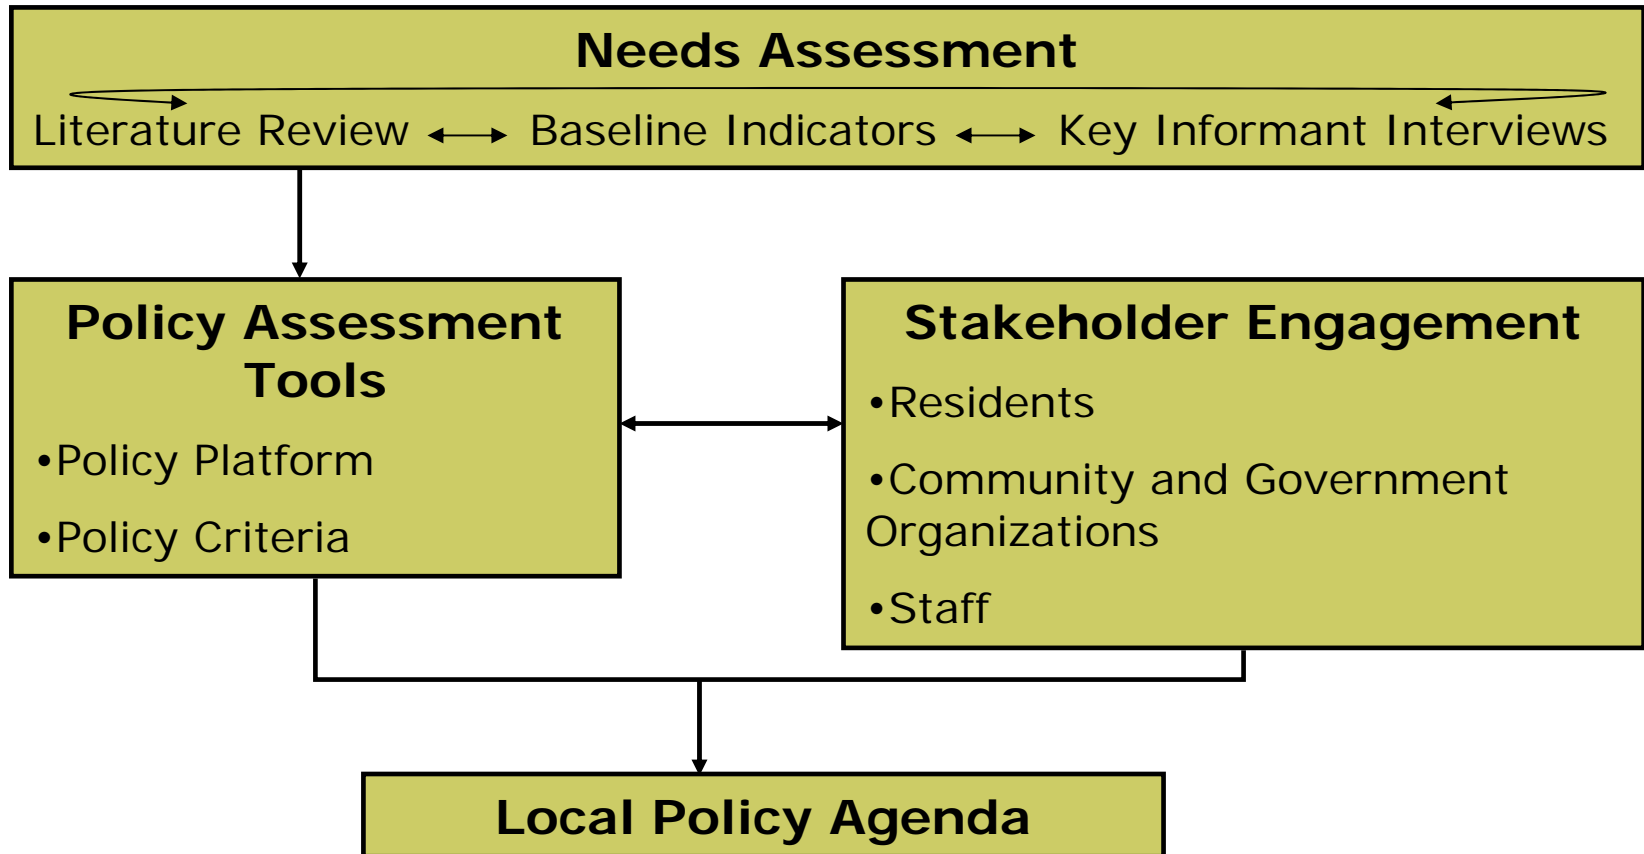 Needs Assessment
Literature Review Baseline Indicators Key Informant Interviews
Policy Assessment
Tools
•Policy Platform
•Policy Criteria
Stakeholder Engagement
•Residents
•Community and Government
Organizations
•Staff
Local Policy Agenda